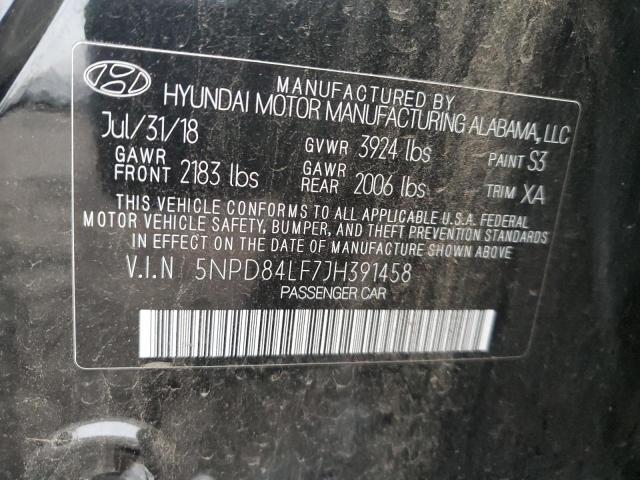 MANUFACTURED BY
HYUNDAI MOTOR MANUFACTURING ALABAMA, LLC
Jul/31/18 GVWR 3924 lbs PAINT S3
GAWR FRONT 2183 lbs GAWR REAR 2006 lbs TRIM XA
THIS VEHICLE CONFORMS TO ALL APPLICABLE U.S.A. FEDERAL
MOTOR VEHICLE SAFETY, BUMPER, AND THEFT PREVENTION STANDARDS
IN EFFECT ON THE DATE OF MANUFACTURE SHOWN ABOVE
V.I.N 5NPD84LF7JH391458
PASSENGER CAR